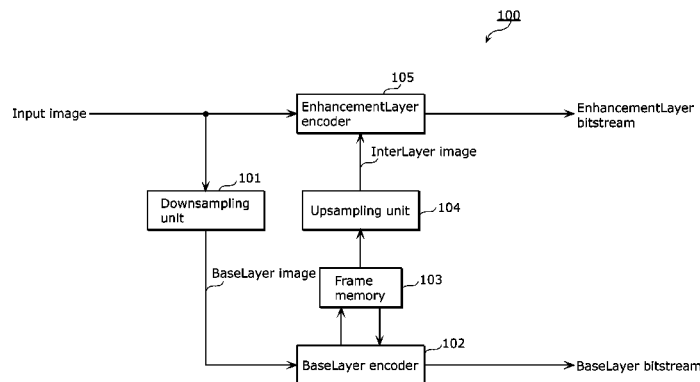 100
105
Input image
EnhancementLayer
encoder
EnhancementLayer
bitstream
InterLayer image
101
Downsampling
unit
Upsampling unit
104
BaseLayer image
Frame
memory
103
102
BaseLayer encoder
BaseLayer bitstream